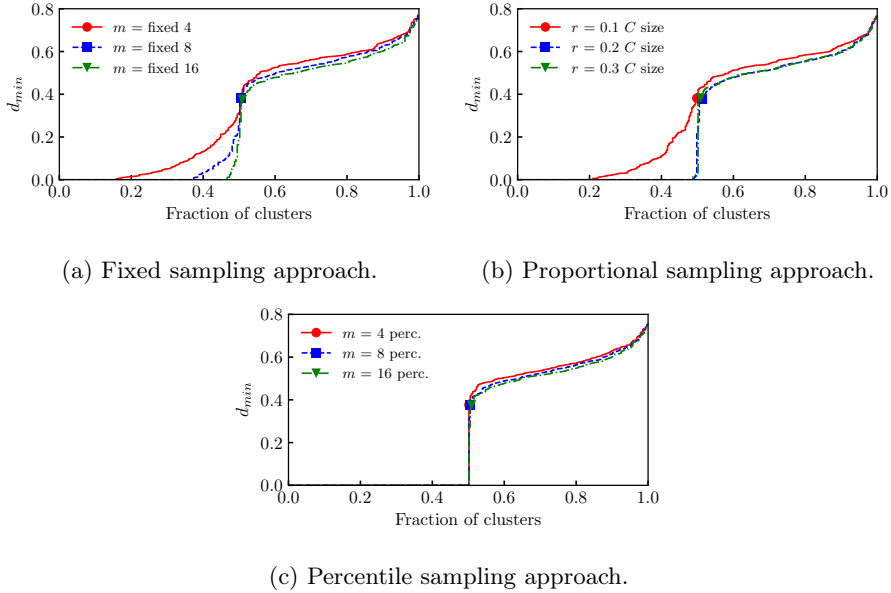 0.8
0.6
0.4
0.2
0.0
d_min
m = fixed 4
m = fixed 8
m = fixed 16
0.0 0.2 0.4 0.6 0.8 1.0
Fraction of clusters
(a) Fixed sampling approach.
0.8
0.6
0.4
0.2
0.0
d_min
r = 0.1 C size
r = 0.2 C size
r = 0.3 C size
0.0 0.2 0.4 0.6 0.8 1.0
Fraction of clusters
(b) Proportional sampling approach.
0.8
0.6
0.4
0.2
0.0
d_min
m = 4 perc.
m = 8 perc.
m = 16 perc.
0.0 0.2 0.4 0.6 0.8 1.0
Fraction of clusters
(c) Percentile sampling approach.